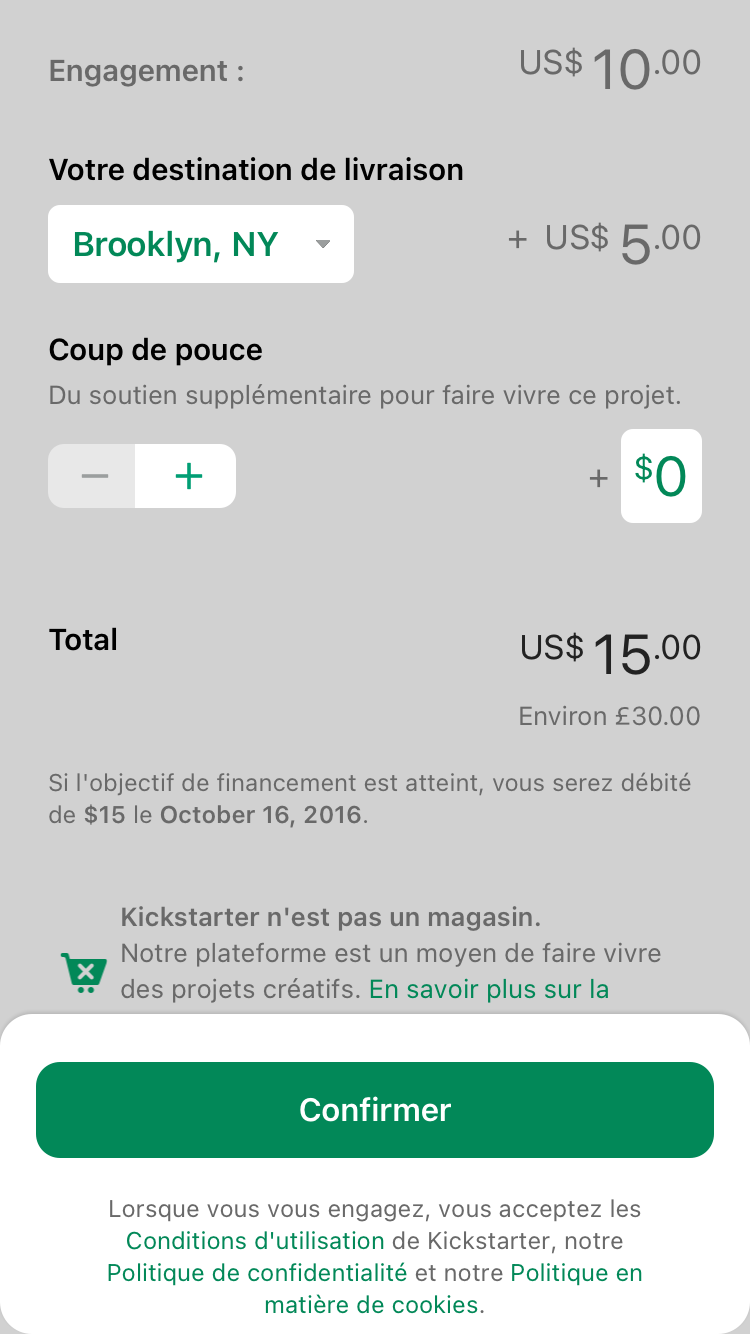 Engagement : US$ 10.00
Votre destination de livraison
Brooklyn, NY + US$ 5.00
Coup de pouce
Du soutien supplémentaire pour faire vivre ce projet.
− + + $0
Total US$ 15.00
Environ £30.00
Si l'objectif de financement est atteint, vous serez débité
de $15 le October 16, 2016.
Kickstarter n'est pas un magasin.
Notre plateforme est un moyen de faire vivre
des projets créatifs. En savoir plus sur la
Confirmer
Lorsque vous vous engagez, vous acceptez les
Conditions d'utilisation de Kickstarter, notre
Politique de confidentialité et notre Politique en
matière de cookies.